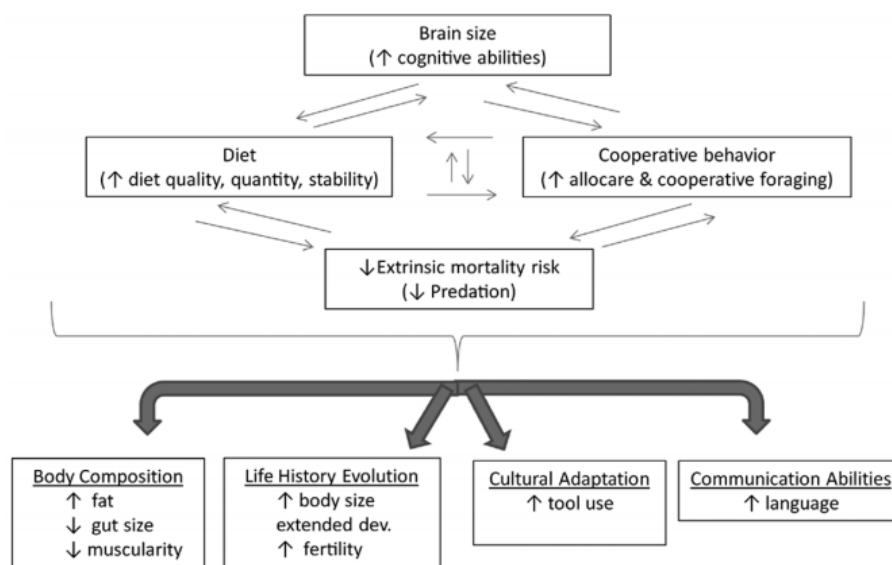 Brain size
(↑ cognitive abilities)
Diet
(↑ diet quality, quantity, stability)
Cooperative behavior
(↑ allocare & cooperative foraging)
↓Extrinsic mortality risk
(↓ Predation)
Body Composition
↑ fat
↓ gut size
↓ muscularity
Life History Evolution
↑ body size
extended dev.
↑ fertility
Cultural Adaptation
↑ tool use
Communication Abilities
↑ language